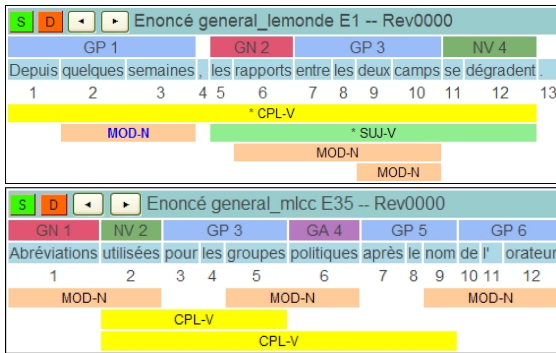 S D ◄ ► Enoncé general_lemonde E1 -- Rev0000
GP 1 GN 2 GP 3 NV 4
Depuis quelques semaines , les rapports entre les deux camps se dégradent .
1 2 3 4 5 6 7 8 9 10 11 12 13
* CPL-V
MOD-N * SUJ-V
MOD-N
MOD-N
S D ◄ ► Enoncé general_mlcc E35 -- Rev0000
GN 1 NV 2 GP 3 GA 4 GP 5 GP 6
Abréviations utilisées pour les groupes politiques après le nom de l' orateur
1 2 3 4 5 6 7 8 9 10 11 12
MOD-N MOD-N MOD-N
CPL-V
CPL-V